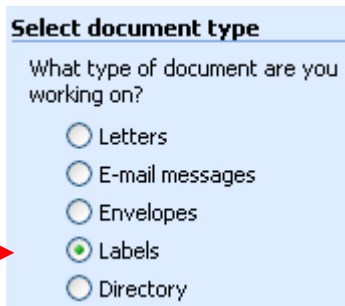 Select document type
What type of document are you
working on?
Letters
E-mail messages
Envelopes
Labels
Directory